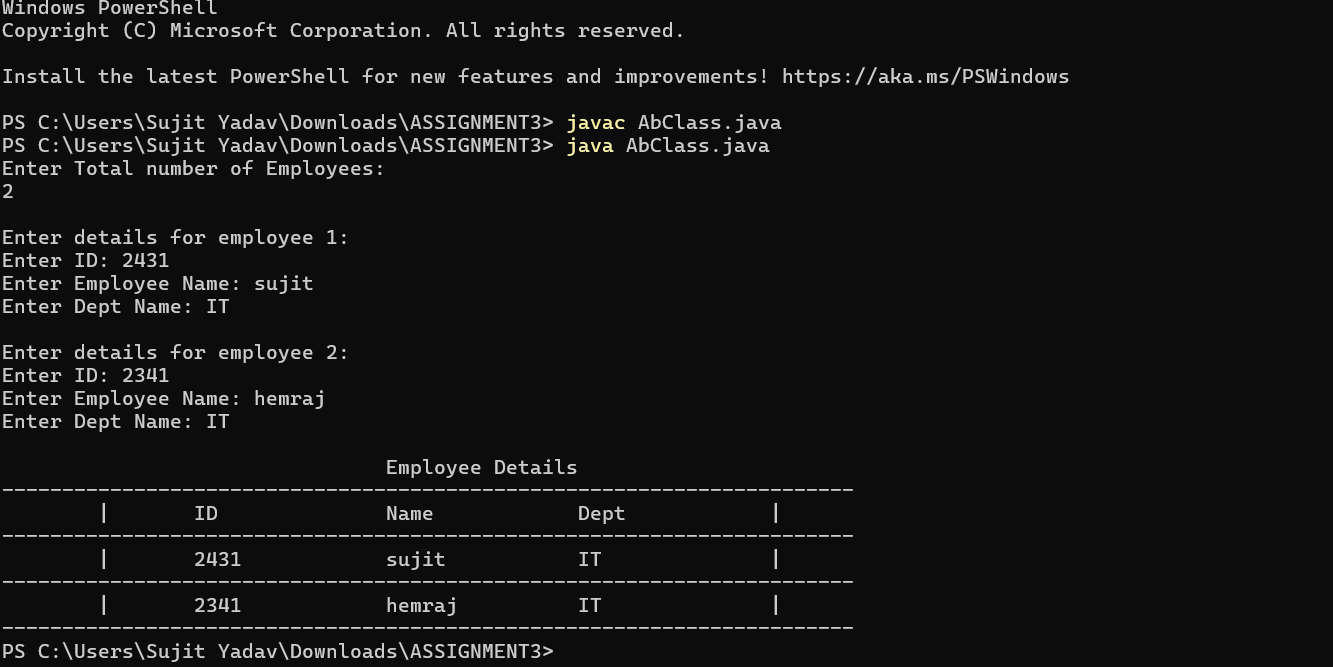 Windows PowerShell
Copyright (C) Microsoft Corporation. All rights reserved.
Install the latest PowerShell for new features and improvements! https://aka.ms/PSWindows
PS C:\Users\Sujit Yadav\Downloads\ASSIGNMENT3> javac AbClass.java
PS C:\Users\Sujit Yadav\Downloads\ASSIGNMENT3> java AbClass.java
Enter Total number of Employees:
2
Enter details for employee 1:
Enter ID: 2431
Enter Employee Name: sujit
Enter Dept Name: IT
Enter details for employee 2:
Enter ID: 2341
Enter Employee Name: hemraj
Enter Dept Name: IT
Employee Details
-----------------------------------------------------------------------
| ID Name Dept |
-----------------------------------------------------------------------
| 2431 sujit IT |
-----------------------------------------------------------------------
| 2341 hemraj IT |
-----------------------------------------------------------------------
PS C:\Users\Sujit Yadav\Downloads\ASSIGNMENT3>